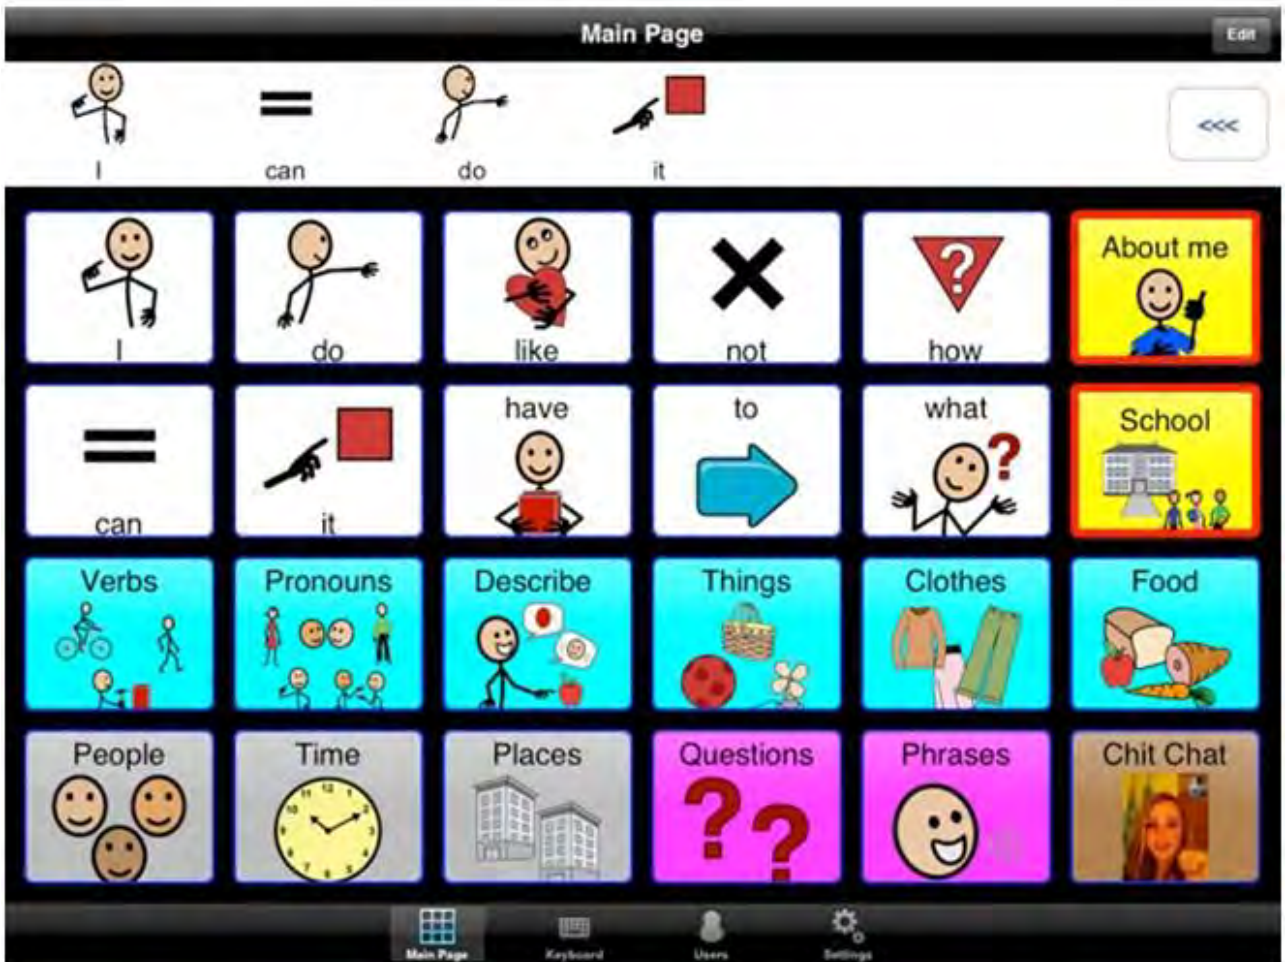 Main Page
Edit
I can do it
<<<
I do like not how About me
can it have to what School
Verbs Pronouns Describe Things Clothes Food
People Time Places Questions Phrases Chit Chat
Main Page Keyboard Users Settings